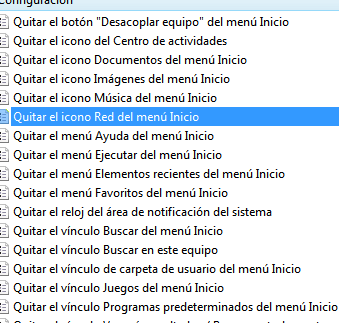 Configuración
Quitar el botón "Desacoplar equipo" del menú Inicio
Quitar el icono del Centro de actividades
Quitar el icono Documentos del menú Inicio
Quitar el icono Imágenes del menú Inicio
Quitar el icono Música del menú Inicio
Quitar el icono Red del menú Inicio
Quitar el menú Ayuda del menú Inicio
Quitar el menú Ejecutar del menú Inicio
Quitar el menú Elementos recientes del menú Inicio
Quitar el menú Favoritos del menú Inicio
Quitar el reloj del área de notificación del sistema
Quitar el vínculo Buscar del menú Inicio
Quitar el vínculo Buscar en este equipo
Quitar el vínculo de carpeta de usuario del menú Inicio
Quitar el vínculo Juegos del menú Inicio
Quitar el vínculo Programas predeterminados del menú Inicio